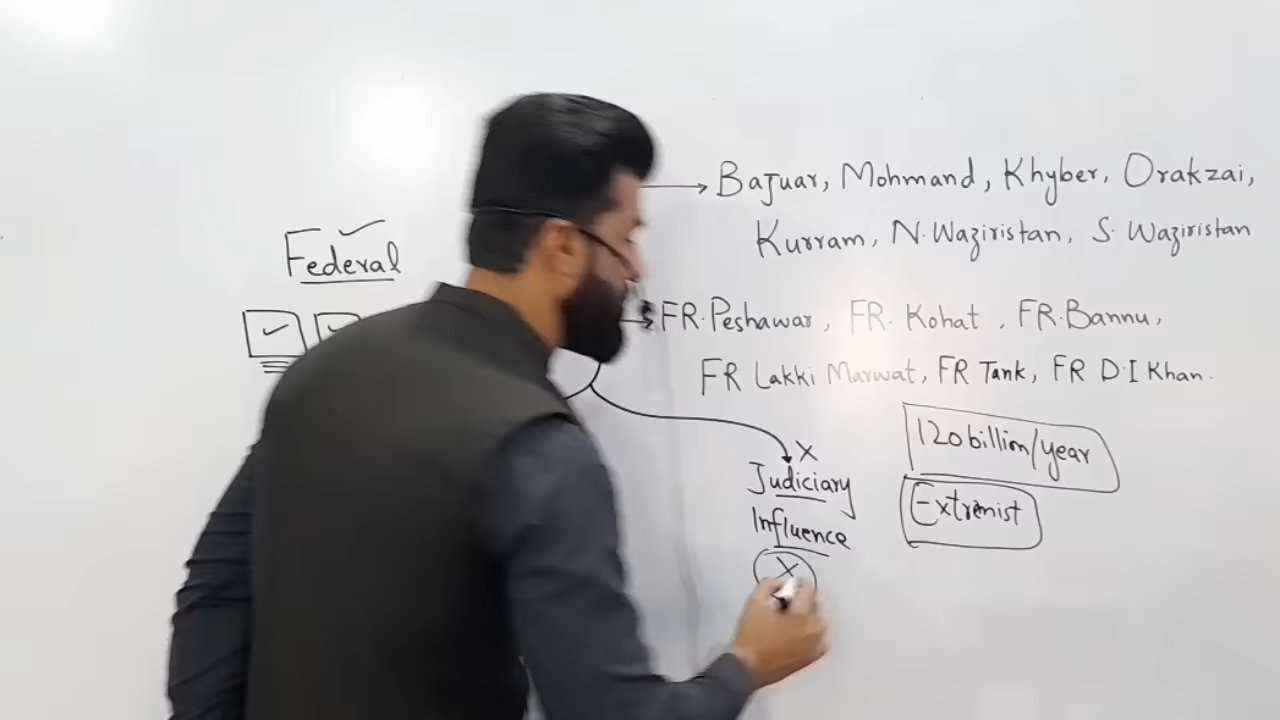 Bajuar, Mohmand, Khyber, Orakzai,
Kurram, N. Waziristan, S. Waziristan
Federal
FR. Peshawar, FR. Kohat, FR. Bannu,
FR Lakki Marwat, FR Tank, FR D.I Khan.
120 billion/year
Judiciary
Extremist
Influence